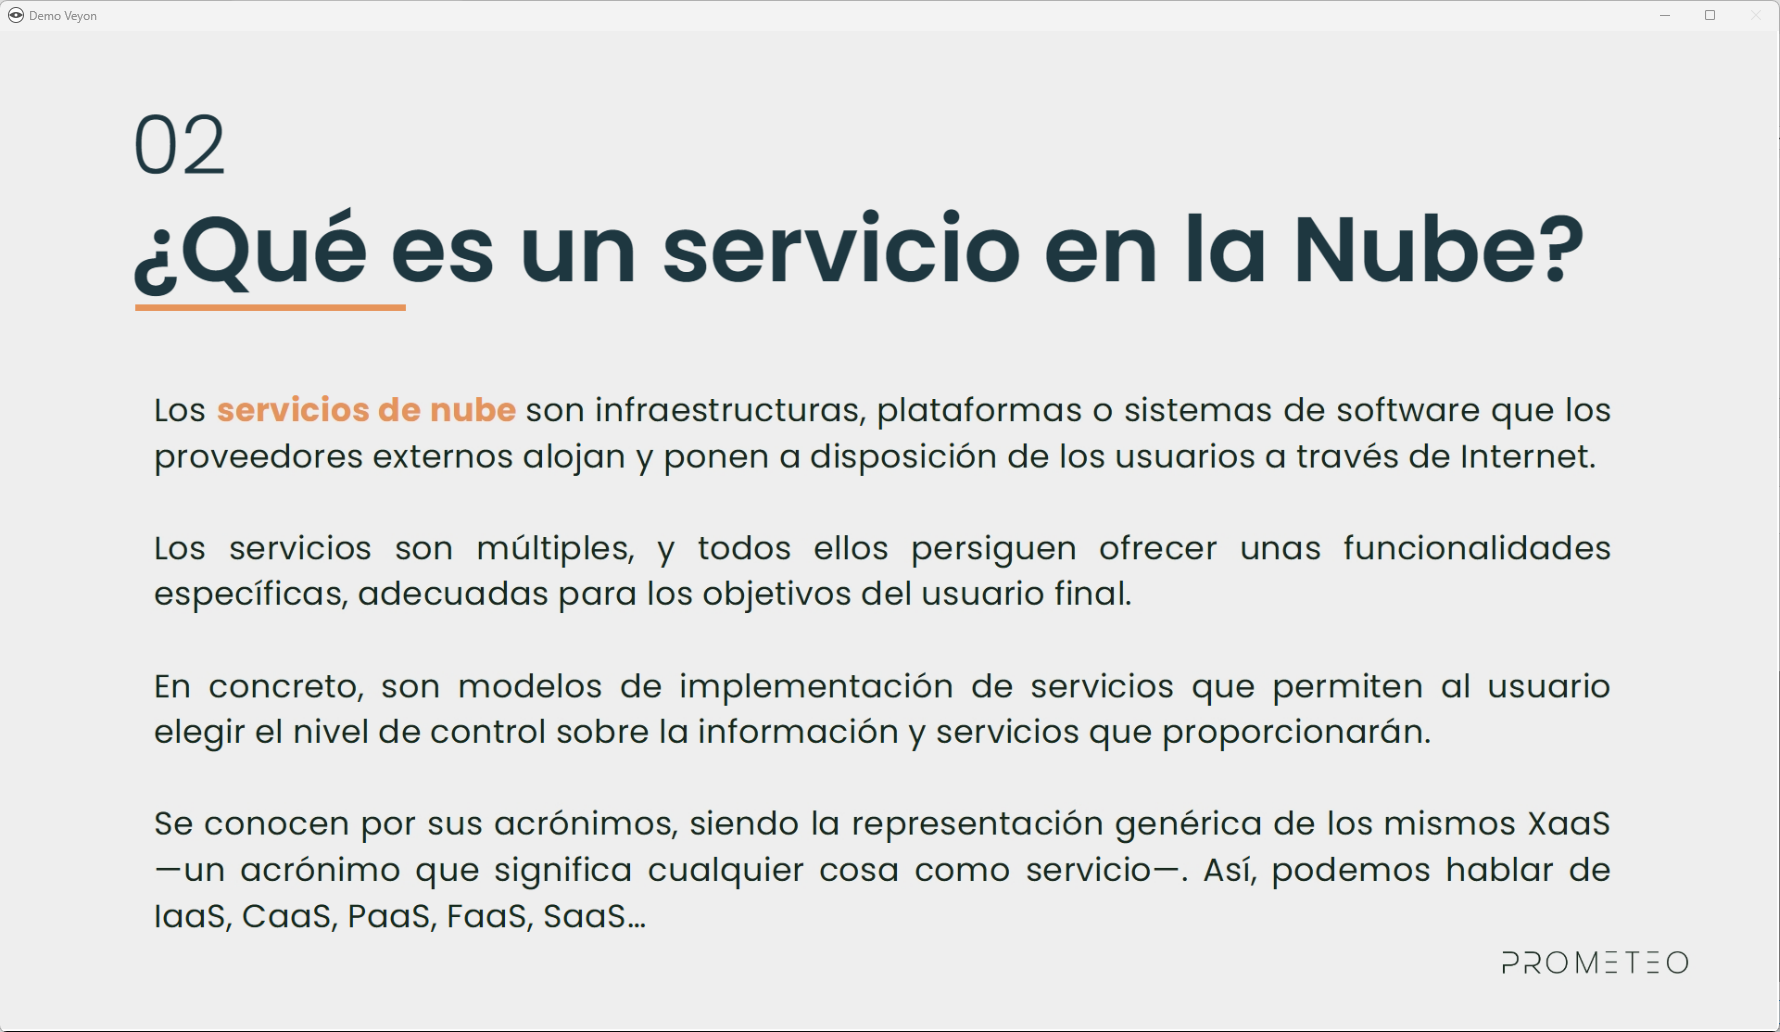 Demo Veyon
02
¿Qué es un servicio en la Nube?
Los servicios de nube son infraestructuras, plataformas o sistemas de software que los
proveedores externos alojan y ponen a disposición de los usuarios a través de Internet.
Los servicios son múltiples, y todos ellos persiguen ofrecer unas funcionalidades
específicas, adecuadas para los objetivos del usuario final.
En concreto, son modelos de implementación de servicios que permiten al usuario
elegir el nivel de control sobre la información y servicios que proporcionarán.
Se conocen por sus acrónimos, siendo la representación genérica de los mismos XaaS
—un acrónimo que significa cualquier cosa como servicio—. Así, podemos hablar de
IaaS, CaaS, PaaS, FaaS, SaaS…
PROMETEO